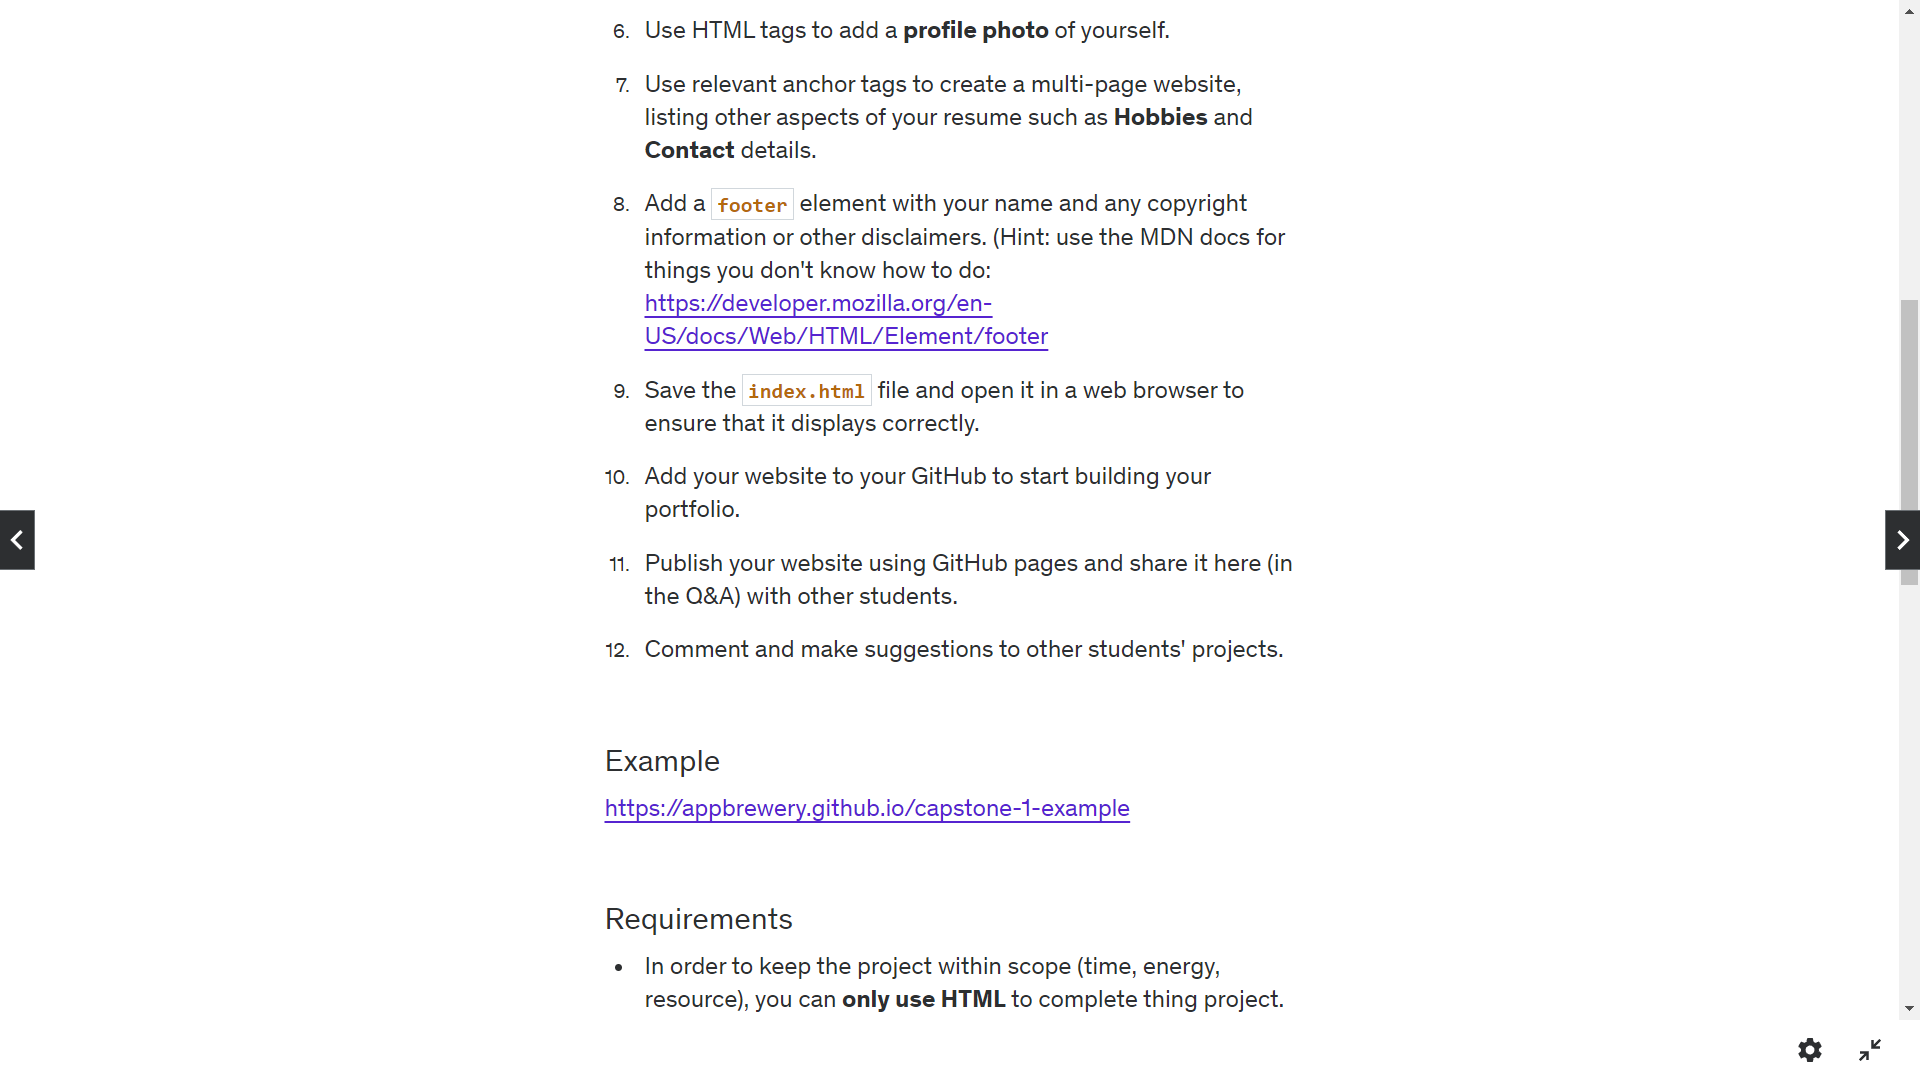 6. Use HTML tags to add a profile photo of yourself.
7. Use relevant anchor tags to create a multi-page website,
listing other aspects of your resume such as Hobbies and
Contact details.
8. Add a footer element with your name and any copyright
information or other disclaimers. (Hint: use the MDN docs for
things you don't know how to do:
https://developer.mozilla.org/en-
US/docs/Web/HTML/Element/footer
9. Save the index.html file and open it in a web browser to
ensure that it displays correctly.
10. Add your website to your GitHub to start building your
portfolio.
11. Publish your website using GitHub pages and share it here (in
the Q&A) with other students.
12. Comment and make suggestions to other students' projects.
Example
https://appbrewery.github.io/capstone-1-example
Requirements
• In order to keep the project within scope (time, energy,
resource), you can only use HTML to complete thing project.